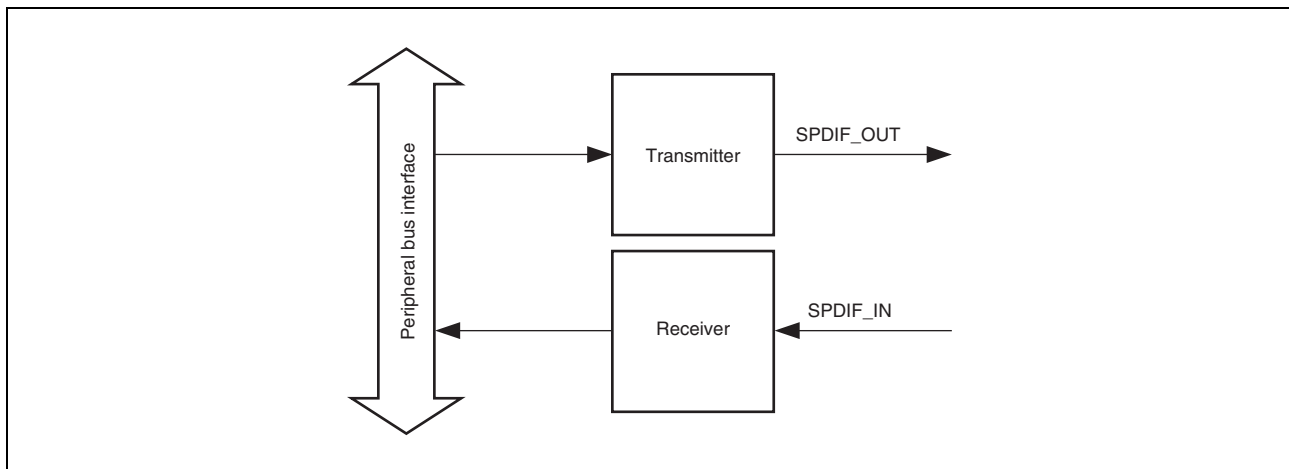 Peripheral bus interface
Transmitter
SPDIF_OUT
Receiver
SPDIF_IN